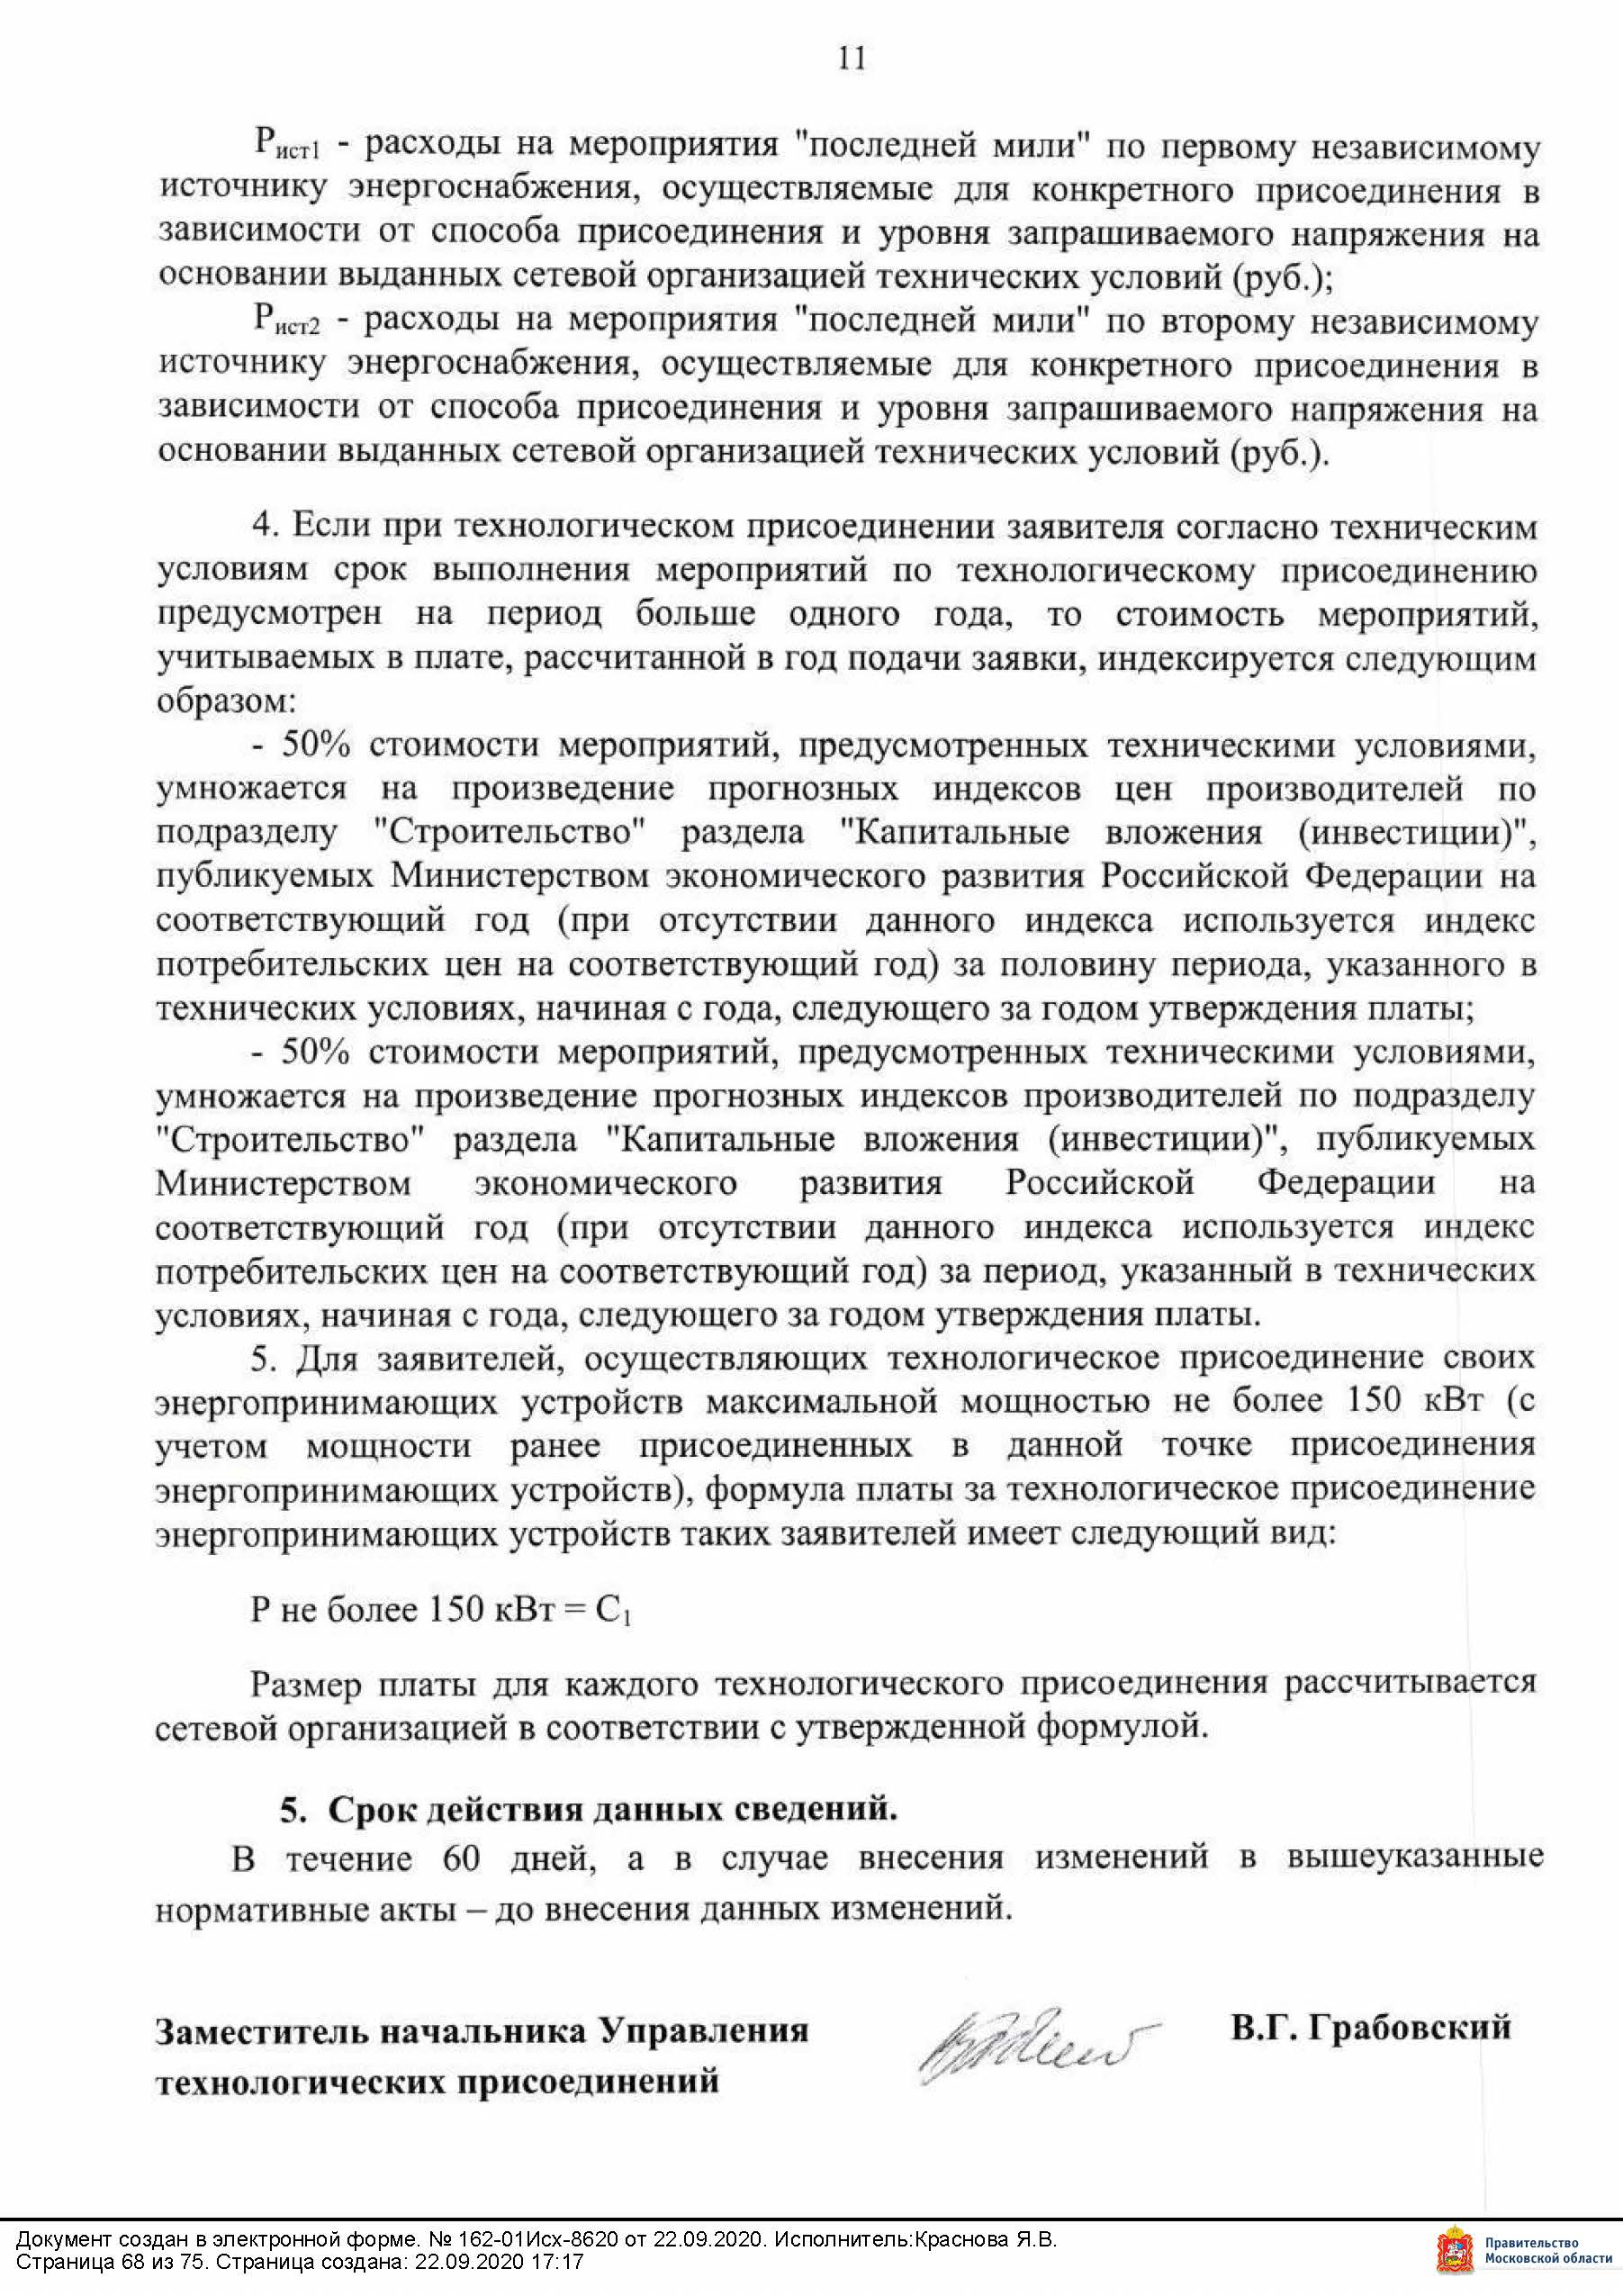 11
Рист1 - расходы на мероприятия "последней мили" по первому независимому
источнику энергоснабжения, осуществляемые для конкретного присоединения в
зависимости от способа присоединения и уровня запрашиваемого напряжения на
основании выданных сетевой организацией технических условий (руб.);
Рист2 - расходы на мероприятия "последней мили" по второму независимому
источнику энергоснабжения, осуществляемые для конкретного присоединения в
зависимости от способа присоединения и уровня запрашиваемого напряжения на
основании выданных сетевой организацией технических условий (руб.).
4. Если при технологическом присоединении заявителя согласно техническим
условиям срок выполнения мероприятий по технологическому присоединению
предусмотрен на период больше одного года, то стоимость мероприятий,
учитываемых в плате, рассчитанной в год подачи заявки, индексируется следующим
образом:
- 50% стоимости мероприятий, предусмотренных техническими условиями,
умножается на произведение прогнозных индексов цен производителей по
подразделу "Строительство" раздела "Капитальные вложения (инвестиции)",
публикуемых Министерством экономического развития Российской Федерации на
соответствующий год (при отсутствии данного индекса используется индекс
потребительских цен на соответствующий год) за половину периода, указанного в
технических условиях, начиная с года, следующего за годом утверждения платы;
- 50% стоимости мероприятий, предусмотренных техническими условиями,
умножается на произведение прогнозных индексов производителей по подразделу
"Строительство" раздела "Капитальные вложения (инвестиции)", публикуемых
Министерством экономического развития Российской Федерации на
соответствующий год (при отсутствии данного индекса используется индекс
потребительских цен на соответствующий год) за период, указанный в технических
условиях, начиная с года, следующего за годом утверждения платы.
5. Для заявителей, осуществляющих технологическое присоединение своих
энергопринимающих устройств максимальной мощностью не более 150 кВт (с
учетом мощности ранее присоединенных в данной точке присоединения
энергопринимающих устройств), формула платы за технологическое присоединение
энергопринимающих устройств таких заявителей имеет следующий вид:
Р не более 150 кВт = С1
Размер платы для каждого технологического присоединения рассчитывается
сетевой организацией в соответствии с утвержденной формулой.
5. Срок действия данных сведений.
В течение 60 дней, а в случае внесения изменений в вышеуказанные
нормативные акты – до внесения данных изменений.
Заместитель начальника Управления
технологических присоединений
В.Г. Грабовский
Документ создан в электронной форме. № 162-01Исх-8620 от 22.09.2020. Исполнитель:Краснова Я.В.
Страница 68 из 75. Страница создана: 22.09.2020 17:17
Правительство
Московской области